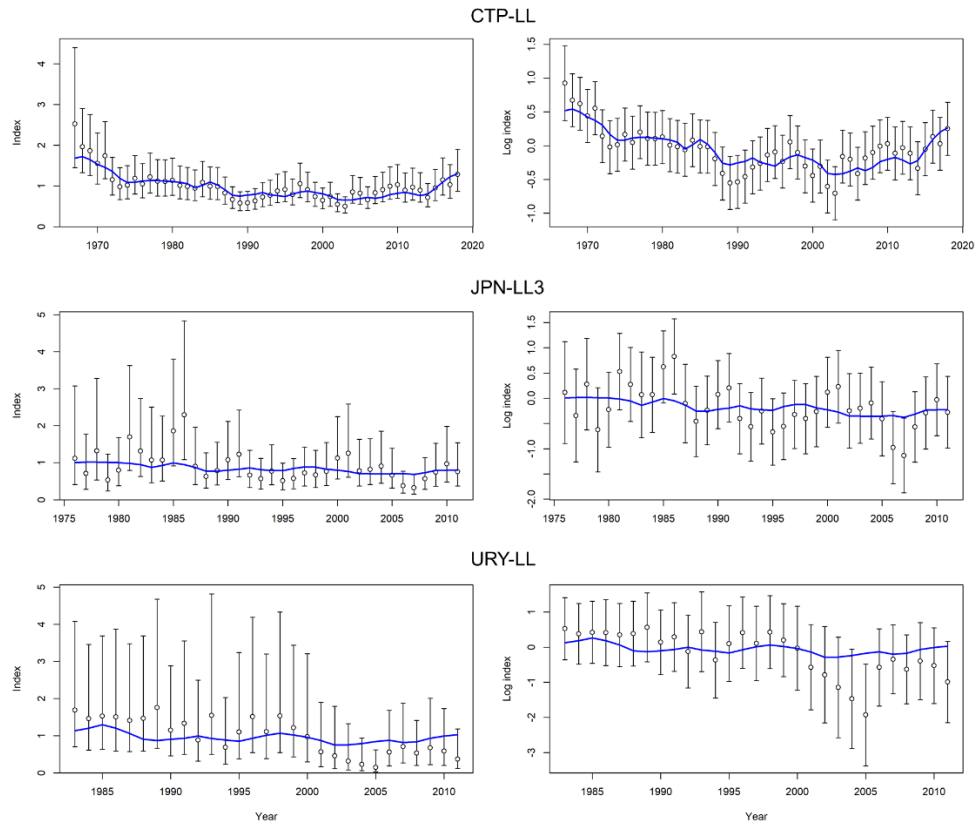 CTP-LL
Index
0 1 2 3 4
1970 1980 1990 2000 2010 2020
Log index
-1.0 -0.5 0.0 0.5 1.0 1.5
1970 1980 1990 2000 2010 2020
JPN-LL3
Index
0 1 2 3 4 5
1975 1980 1985 1990 1995 2000 2005 2010
Log index
-2.0 -1.0 0.0 0.5 1.0 1.5
1975 1980 1985 1990 1995 2000 2005 2010
URY-LL
Index
0 1 2 3 4 5
1985 1990 1995 2000 2005 2010
Year
Log index
-3 -2 -1 0 1
1985 1990 1995 2000 2005 2010
Year